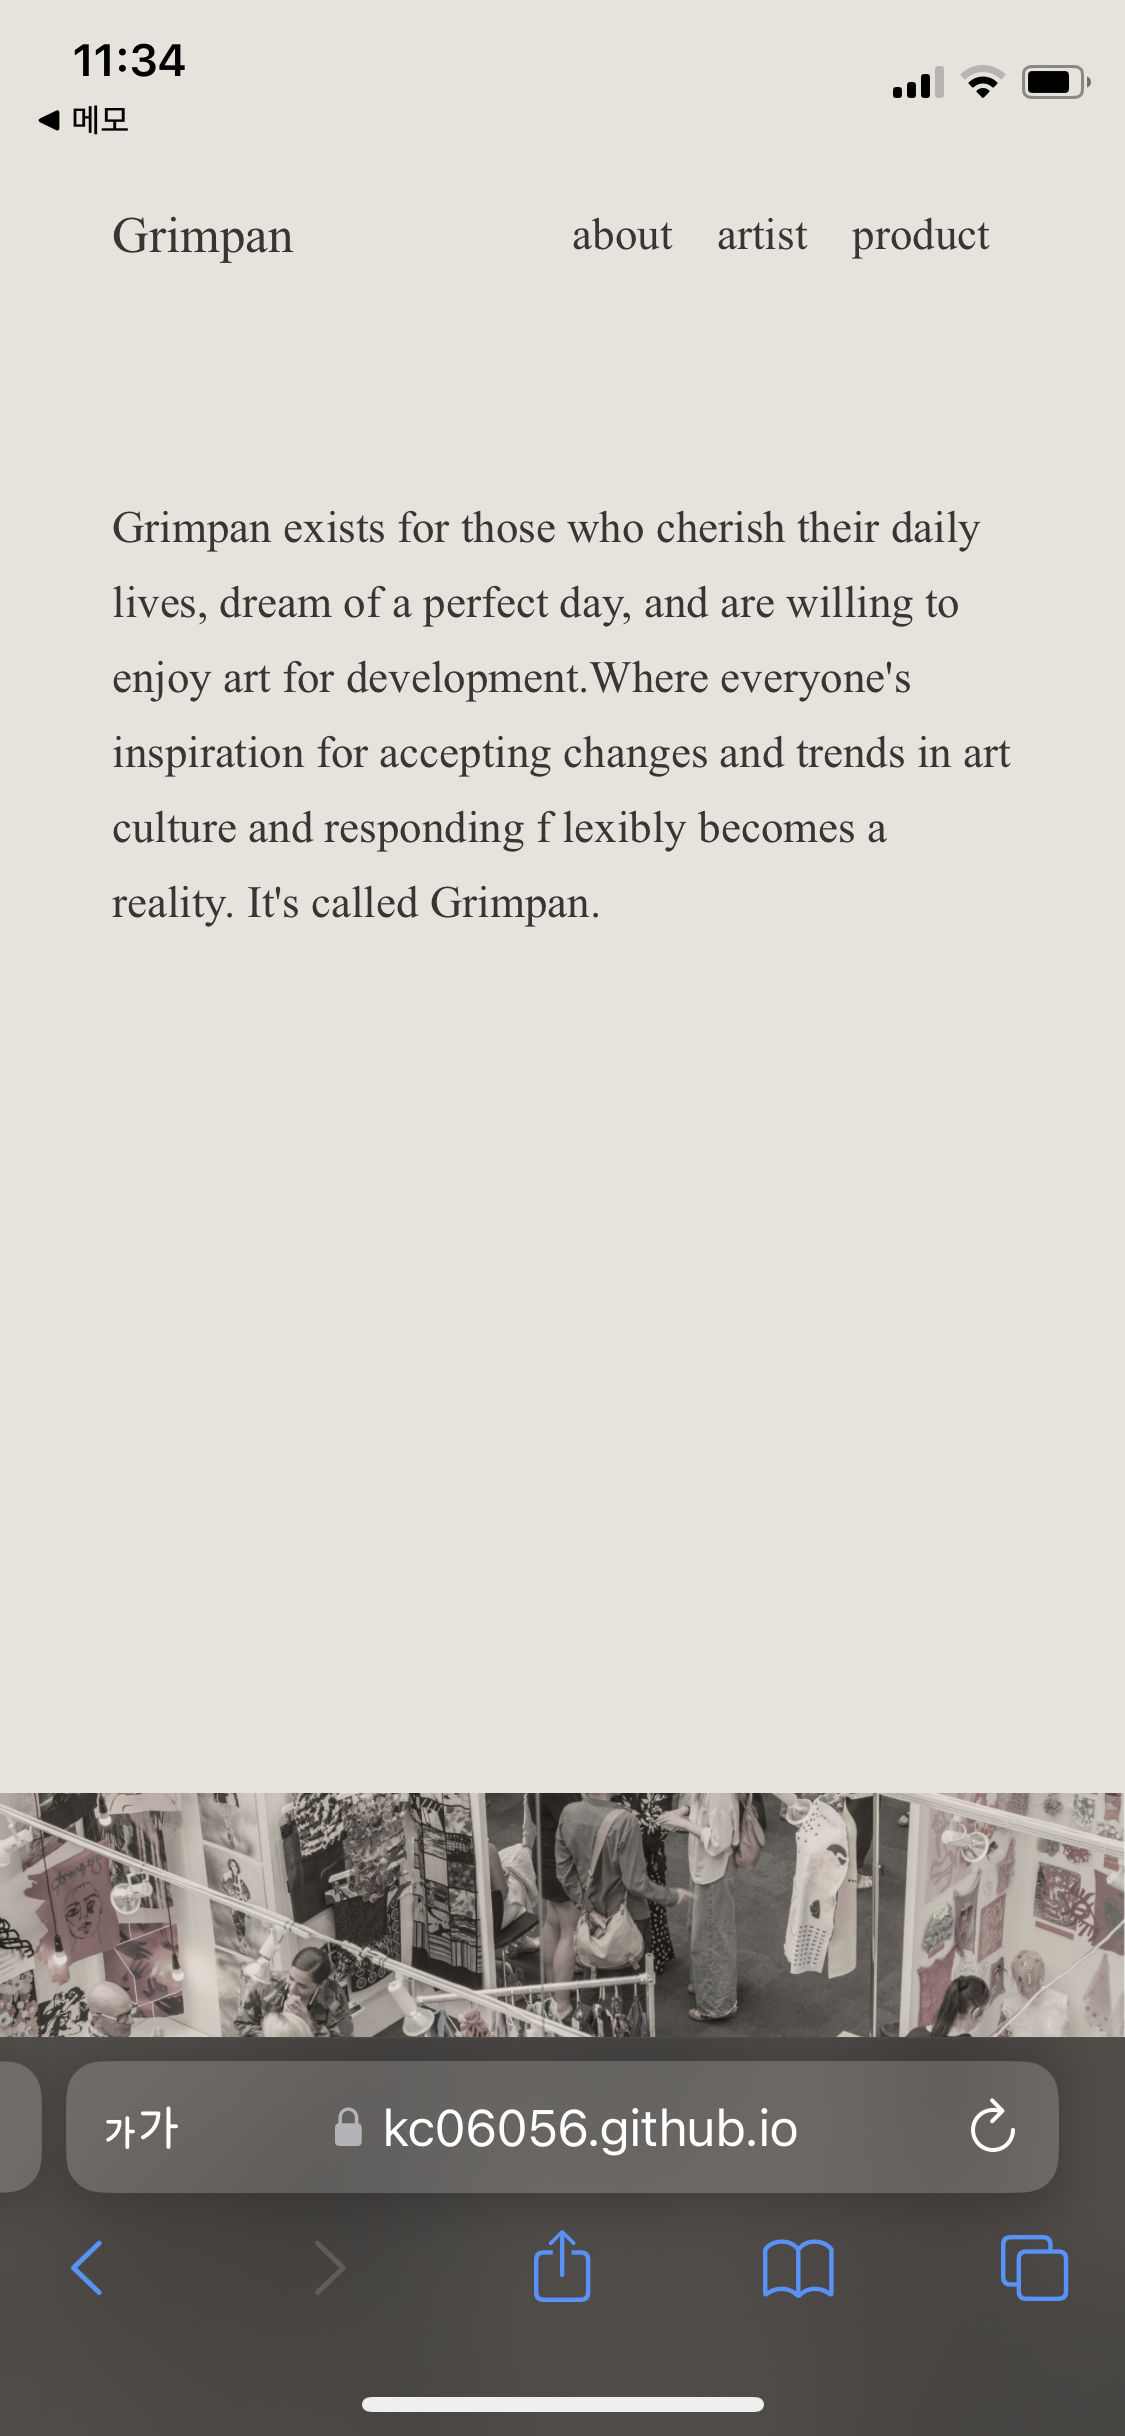 11:34
◀ 메모
Grimpan about artist product
Grimpan exists for those who cherish their daily
lives, dream of a perfect day, and are willing to
enjoy art for development.Where everyone's
inspiration for accepting changes and trends in art
culture and responding f lexibly becomes a
reality. It's called Grimpan.
가가 kc06056.github.io